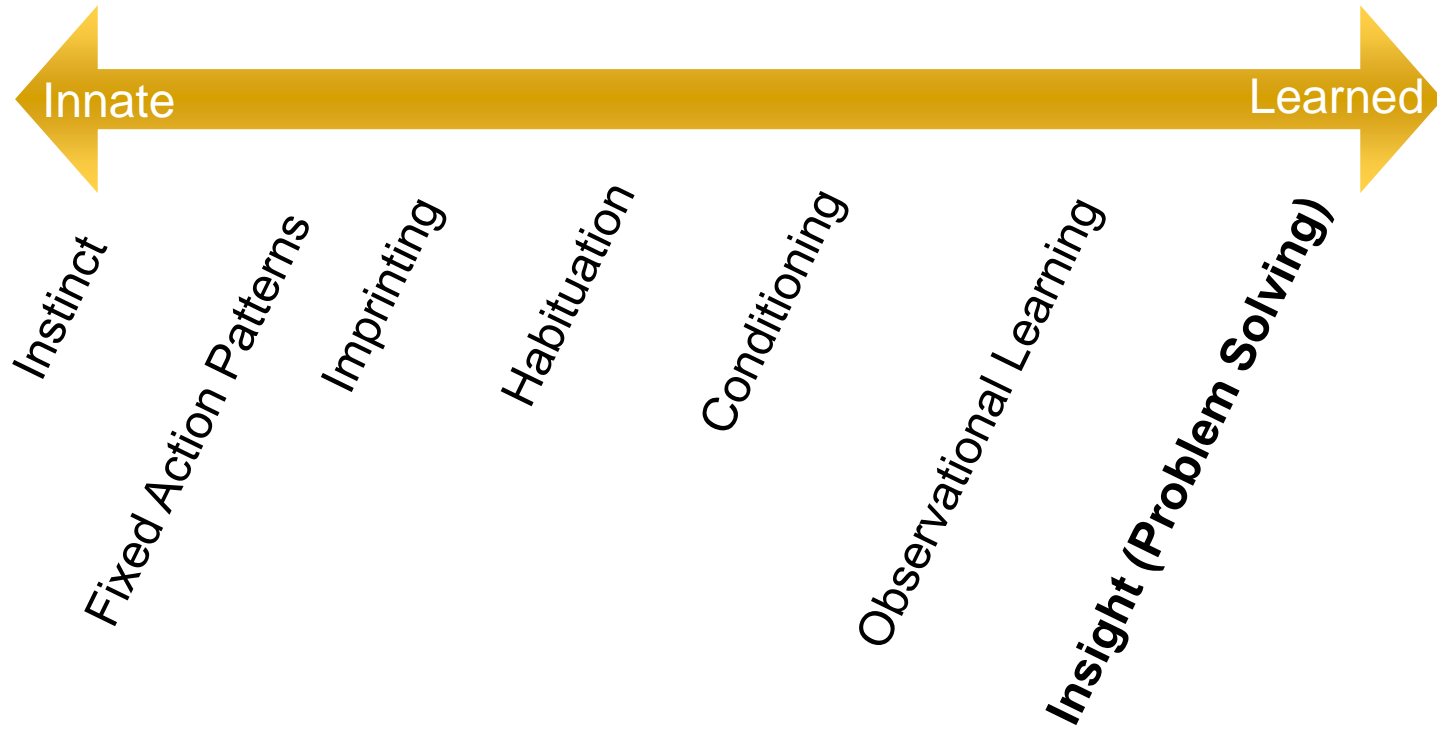 Innate
Learned
Instinct
Fixed Action Patterns
Imprinting
Habituation
Conditioning
Observational Learning
Insight (Problem Solving)